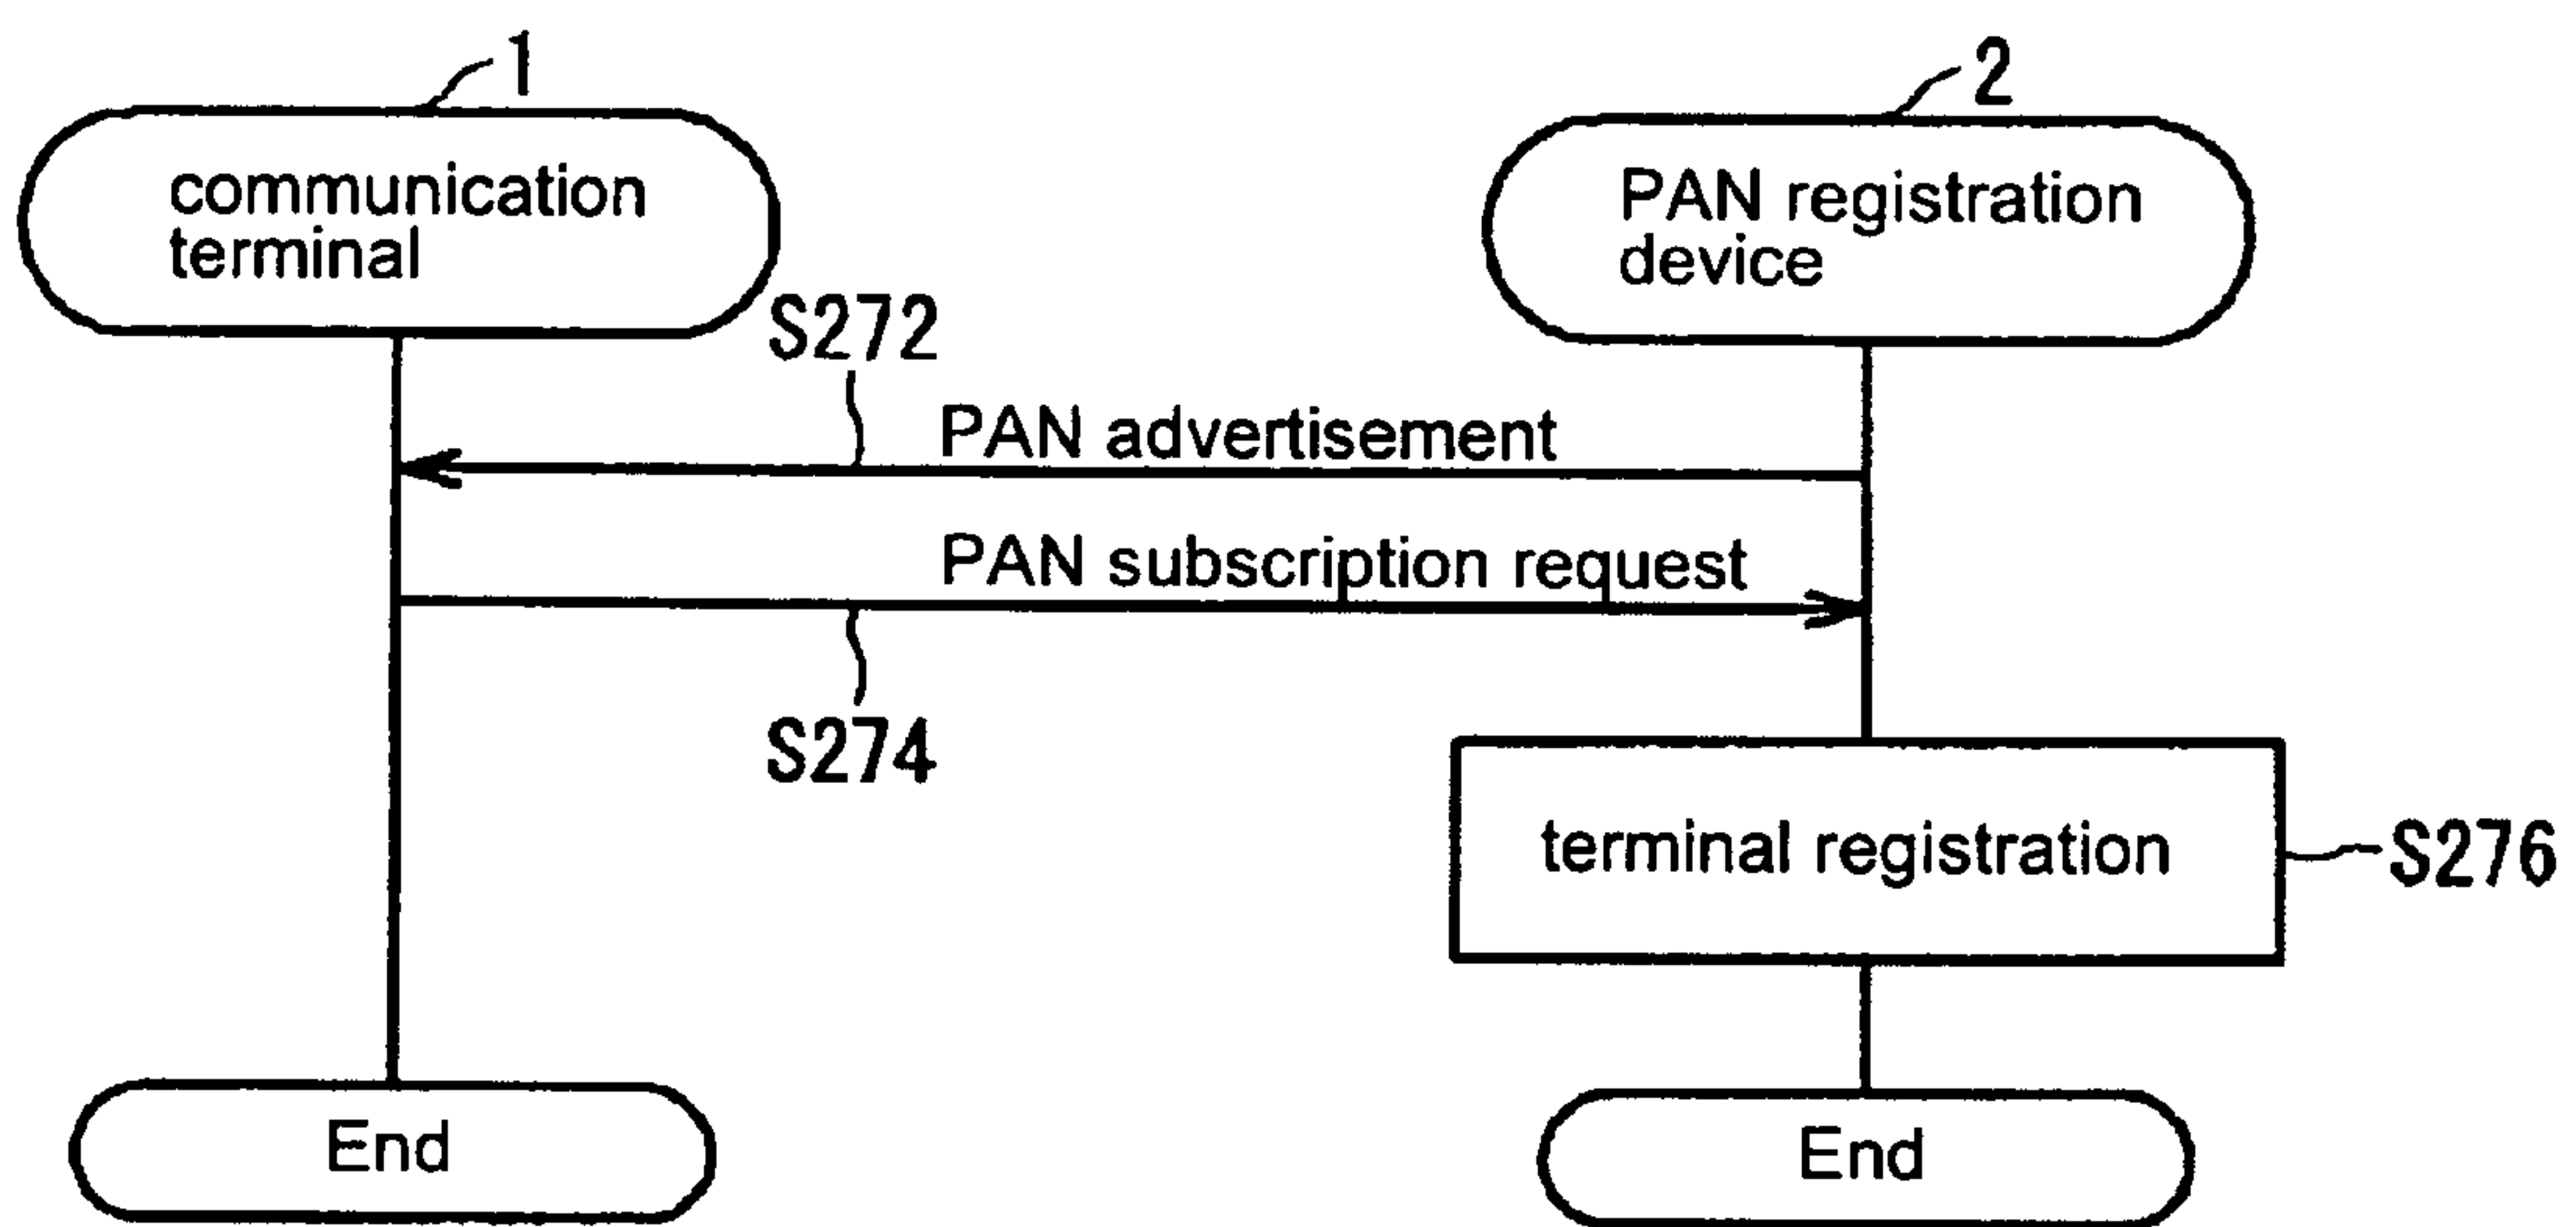 1
2
communication
terminal
PAN registration
device
S272
PAN advertisement
PAN subscription request
S274
terminal registration
S276
End
End